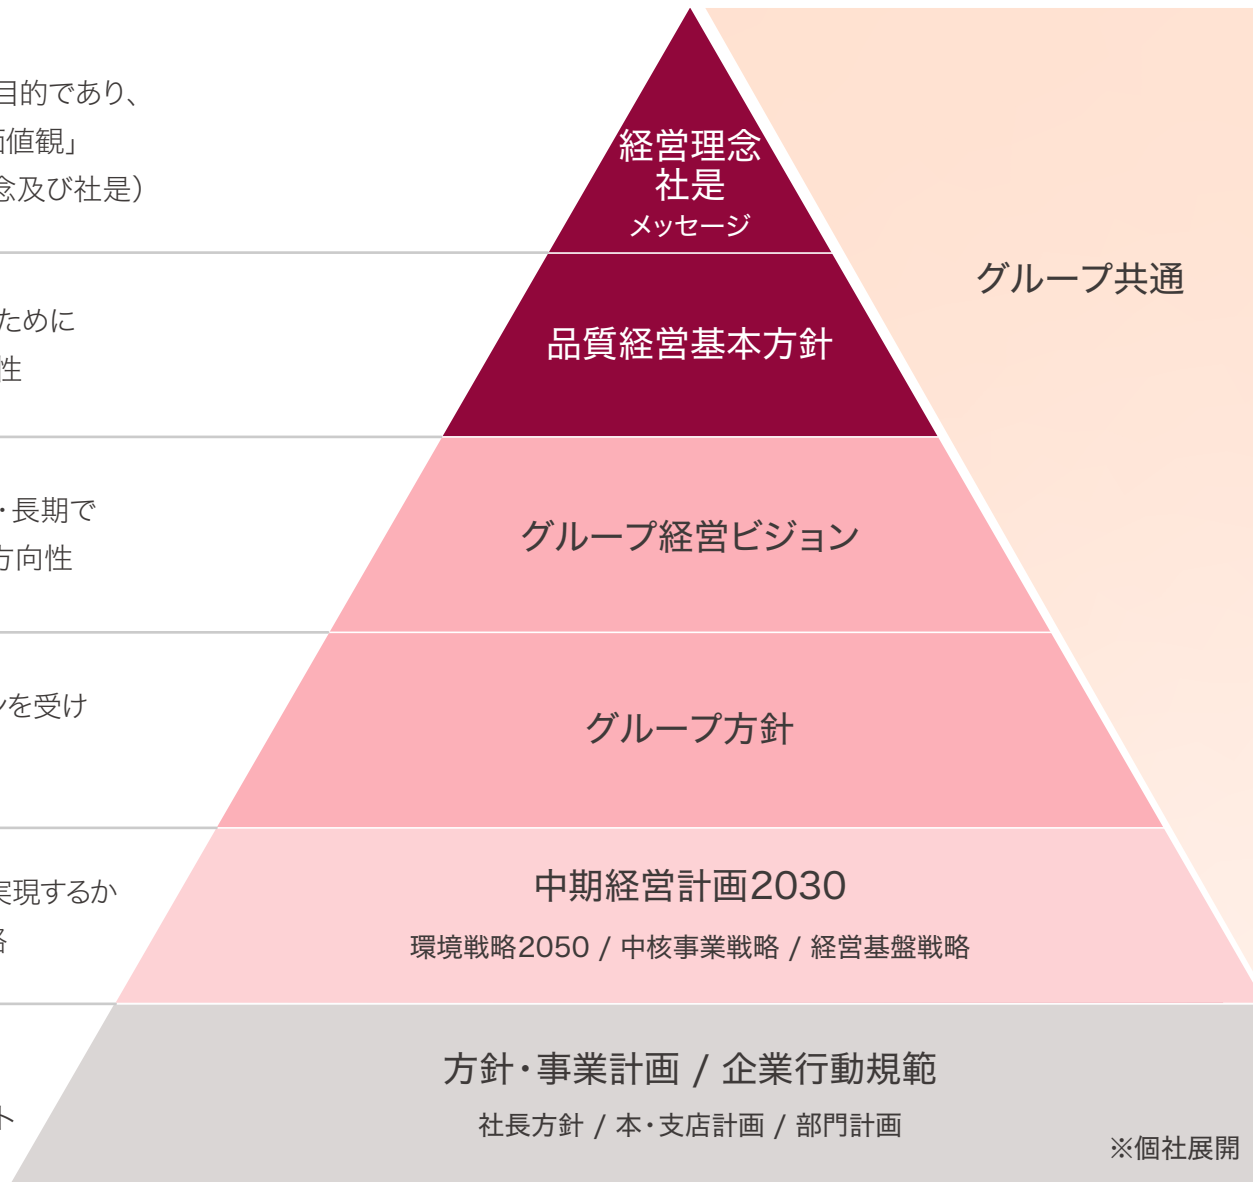 目的であり、
価値観」
念及び社是）
経営理念
社是
メッセージ
グループ共通
ために
性
品質経営基本方針
・長期で
方向性
グループ経営ビジョン
ンを受け
グループ方針
実現するか
略
中期経営計画2030
環境戦略2050 / 中核事業戦略 / 経営基盤戦略
ト
方針・事業計画 / 企業行動規範
社長方針 / 本・支店計画 / 部門計画
※個社展開